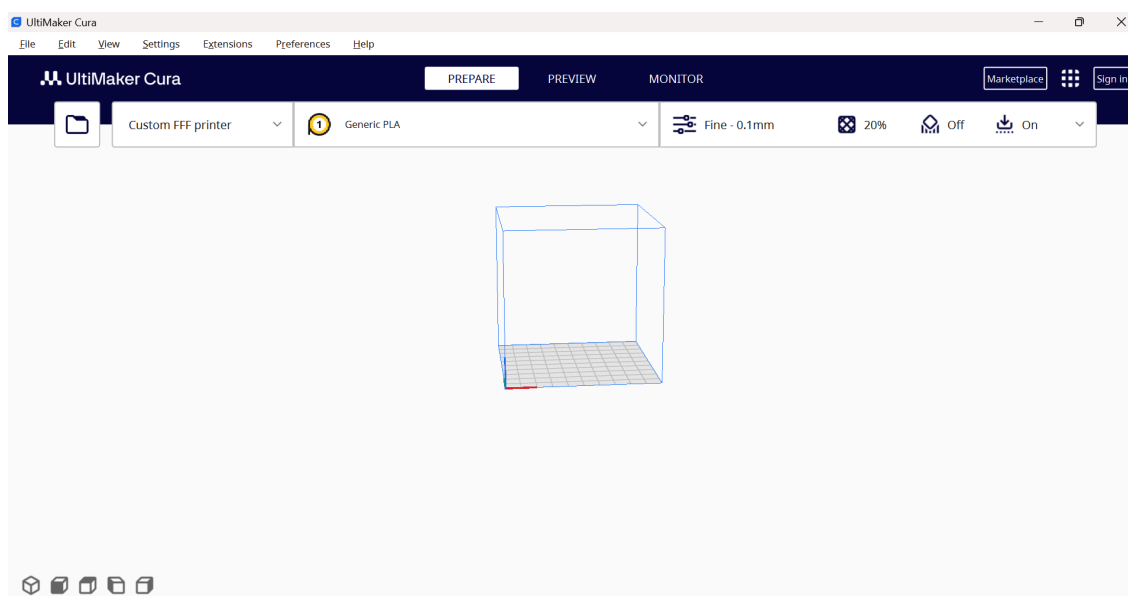 UltiMaker Cura
File Edit View Settings Extensions Preferences Help
UltiMaker Cura PREPARE PREVIEW MONITOR Marketplace Sign in
Custom FFF printer 1 Generic PLA Fine - 0.1mm 20% Off On